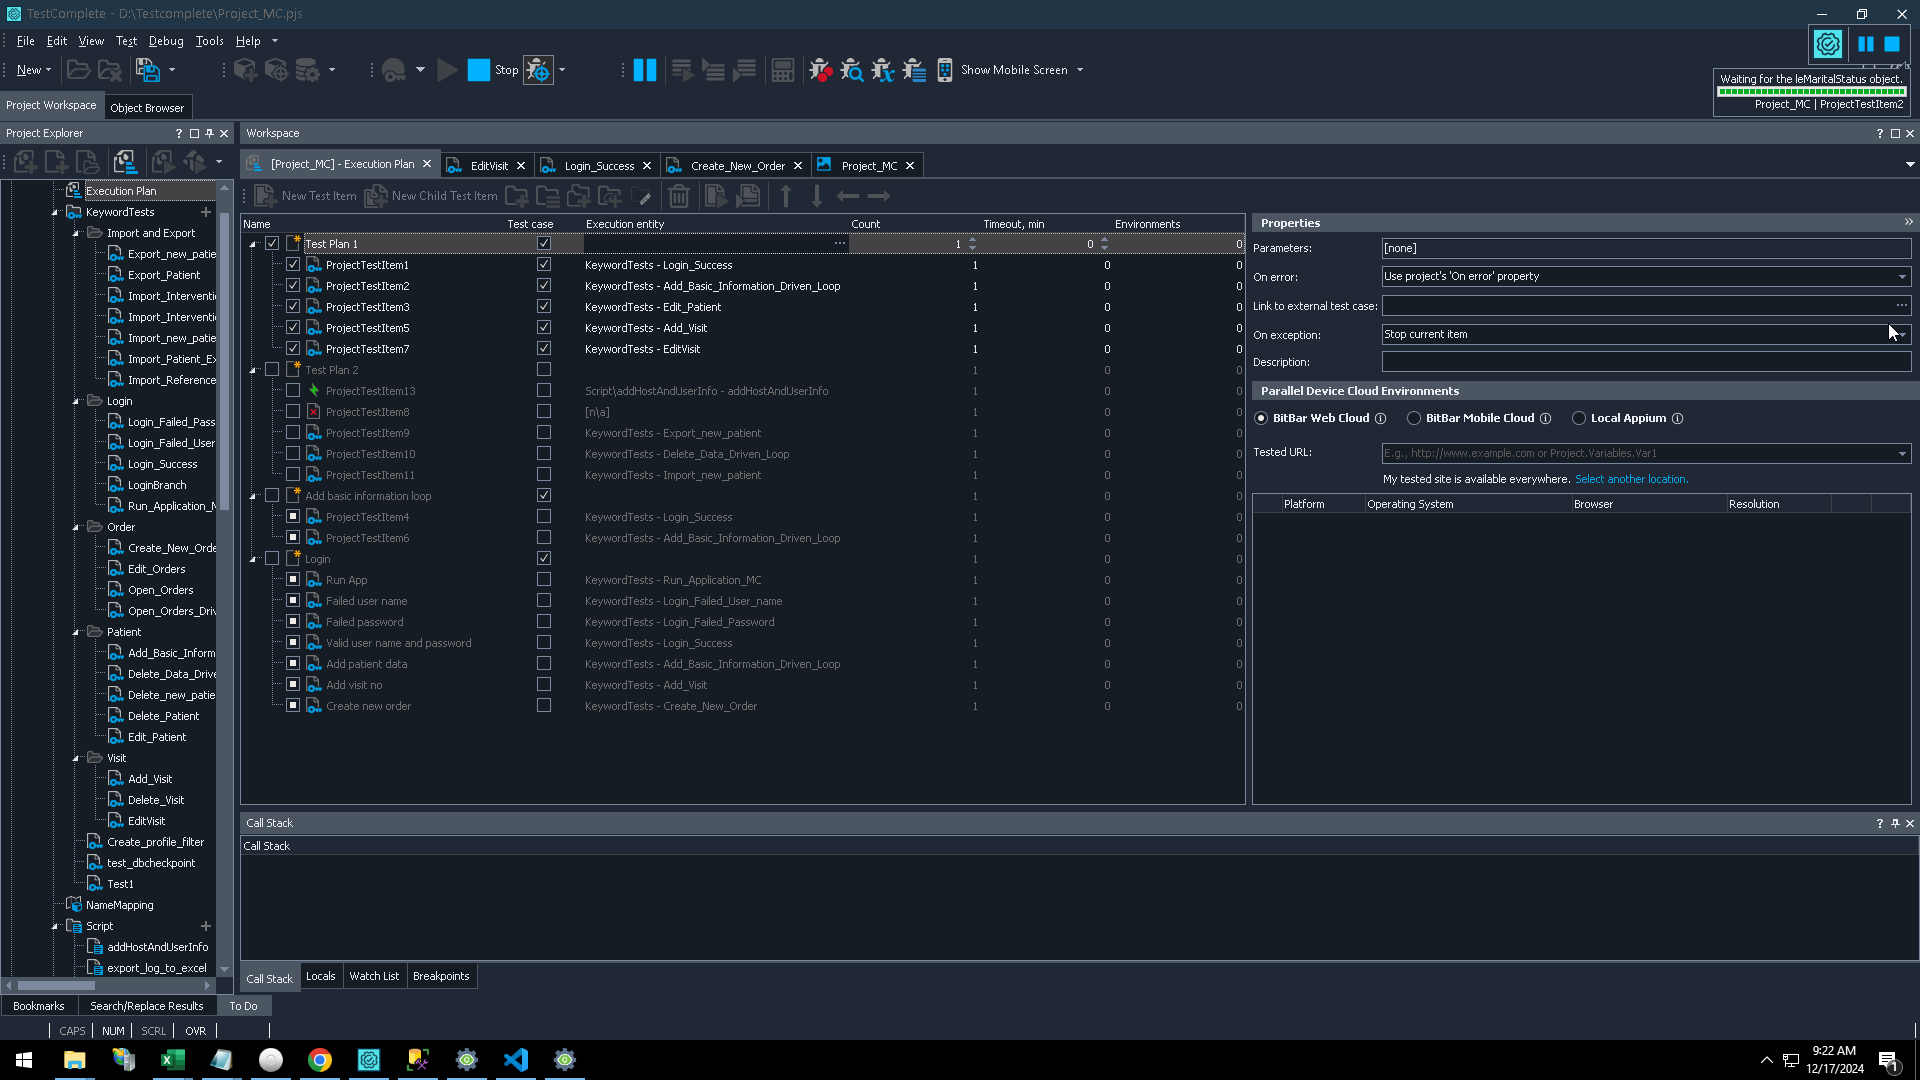 TestComplete - D:\Testcomplete\Project_MC.pjs
File Edit View Test Debug Tools Help
New
Stop
Show Mobile Screen
Waiting for the leMaritalStatus object.
Project_MC | ProjectTestItem2
Project Workspace
Object Browser
Project Explorer
Workspace
[Project_MC] - Execution Plan
EditVisit
Login_Success
Create_New_Order
Project_MC
New Test Item
New Child Test Item
Execution Plan
KeywordTests
Import and Export
Export_new_patie
Export_Patient
Import_Interventi
Import_Interventi
Import_new_patie
Import_Patient_Ex
Import_Reference
Login
Login_Failed_Pass
Login_Failed_User
Login_Success
LoginBranch
Run_Application_M
Order
Create_New_Orde
Edit_Orders
Open_Orders
Open_Orders_Driv
Patient
Add_Basic_Inform
Delete_Data_Drive
Delete_new_patie
Delete_Patient
Edit_Patient
Visit
Add_Visit
Delete_Visit
EditVisit
Create_profile_filter
test_dbcheckpoint
Test1
NameMapping
Script
addHostAndUserInfo
export_log_to_excel
Name Test case Execution entity Count Timeout, min Environments
Test Plan 1 1 0 0
ProjectTestItem1 KeywordTests - Login_Success 1 0 0
ProjectTestItem2 KeywordTests - Add_Basic_Information_Driven_Loop 1 0 0
ProjectTestItem3 KeywordTests - Edit_Patient 1 0 0
ProjectTestItem5 KeywordTests - Add_Visit 1 0 0
ProjectTestItem7 KeywordTests - EditVisit 1 0 0
Test Plan 2 1 0 0
ProjectTestItem13 Script\addHostAndUserInfo - addHostAndUserInfo 1 0 0
ProjectTestItem8 [n\a] 1 0 0
ProjectTestItem9 KeywordTests - Export_new_patient 1 0 0
ProjectTestItem10 KeywordTests - Delete_Data_Driven_Loop 1 0 0
ProjectTestItem11 KeywordTests - Import_new_patient 1 0 0
Add basic information loop 1 0 0
ProjectTestItem4 KeywordTests - Login_Success 1 0 0
ProjectTestItem6 KeywordTests - Add_Basic_Information_Driven_Loop 1 0 0
Login 1 0 0
Run App KeywordTests - Run_Application_MC 1 0 0
Failed user name KeywordTests - Login_Failed_User_name 1 0 0
Failed password KeywordTests - Login_Failed_Password 1 0 0
Valid user name and password KeywordTests - Login_Success 1 0 0
Add patient data KeywordTests - Add_Basic_Information_Driven_Loop 1 0 0
Add visit no KeywordTests - Add_Visit 1 0 0
Create new order KeywordTests - Create_New_Order 1 0 0
Properties
Parameters: [none]
On error: Use project's 'On error' property
Link to external test case:
On exception: Stop current item
Description:
Parallel Device Cloud Environments
BitBar Web Cloud BitBar Mobile Cloud Local Appium
Tested URL: E.g., http://www.example.com or Project.Variables.Var1
My tested site is available everywhere. Select another location.
Platform Operating System Browser Resolution
Call Stack
Call Stack
Call Stack Locals Watch List Breakpoints
Bookmarks Search/Replace Results To Do
CAPS NUM SCRL OVR
9:22 AM
12/17/2024
1